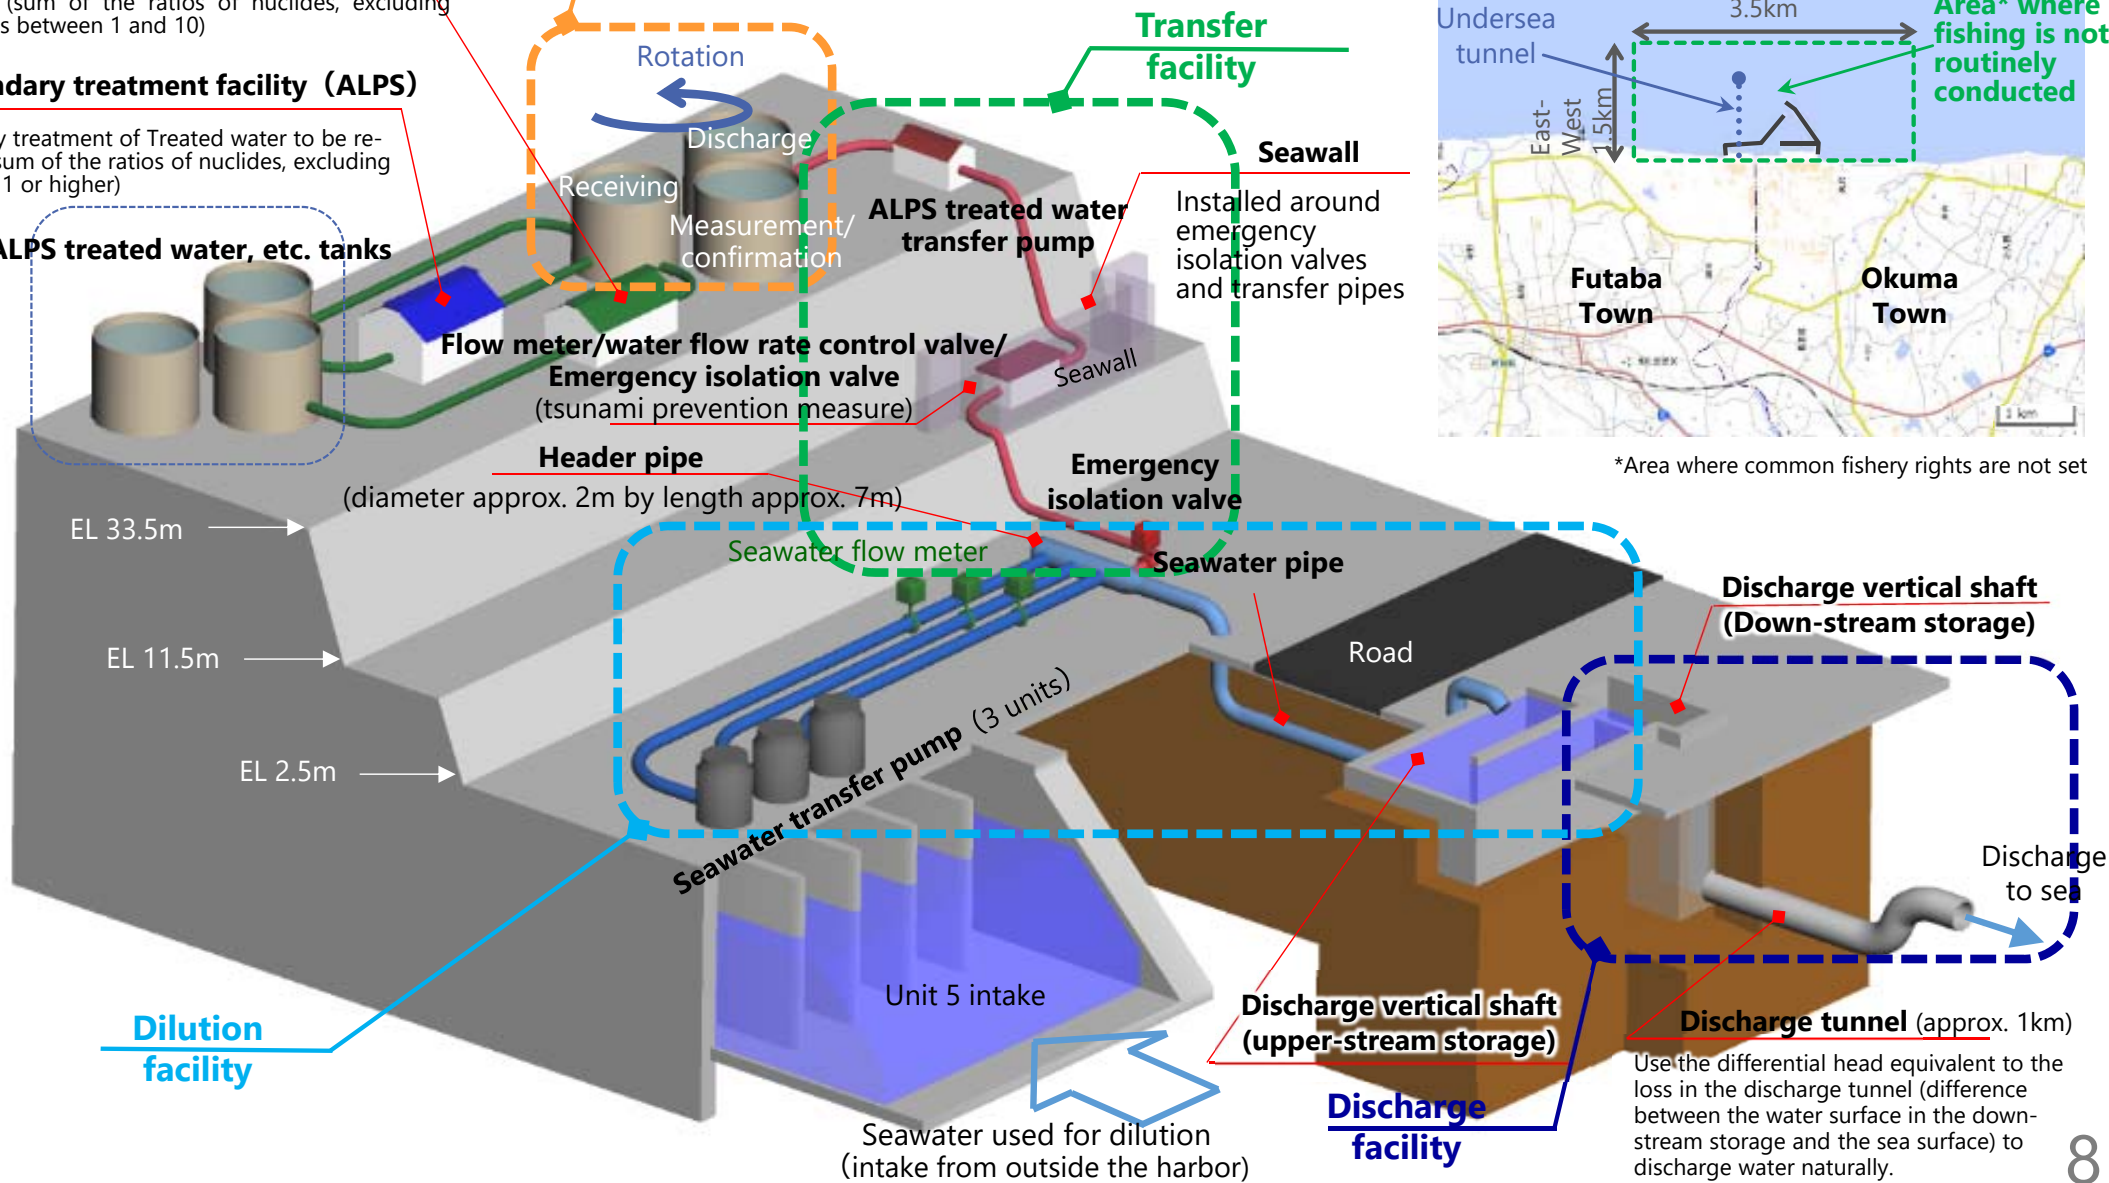 (sum of the ratios of nuclides, excluding
s between 1 and 10)
ndary treatment facility（ALPS）
y treatment of Treated water to be re-
sum of the ratios of nuclides, excluding
1 or higher)
ALPS treated water, etc. tanks
Rotation
Discharge
Receiving
Measurement/
confirmation
Transfer
facility
ALPS treated water
transfer pump
Seawall
Installed around
emergency
isolation valves
and transfer pipes
Seawall
Flow meter/water flow rate control valve/
Emergency isolation valve
(tsunami prevention measure)
Header pipe
(diameter approx. 2m by length approx. 7m)
Emergency
isolation valve
Seawater flow meter
Seawater pipe
Undersea
tunnel
3.5km
East-
West
1.5km
Area* where
fishing is not
routinely
conducted
Futaba
Town
Okuma
Town
1 km
*Area where common fishery rights are not set
EL 33.5m
EL 11.5m
EL 2.5m
Road
Discharge vertical shaft
(Down-stream storage)
Seawater transfer pump（3 units）
Discharge
to sea
Unit 5 intake
Dilution
facility
Seawater used for dilution
（intake from outside the harbor)
Discharge vertical shaft
(upper-stream storage)
Discharge
facility
Discharge tunnel (approx. 1km)
Use the differential head equivalent to the
loss in the discharge tunnel (difference
between the water surface in the down-
stream storage and the sea surface) to
discharge water naturally.
8